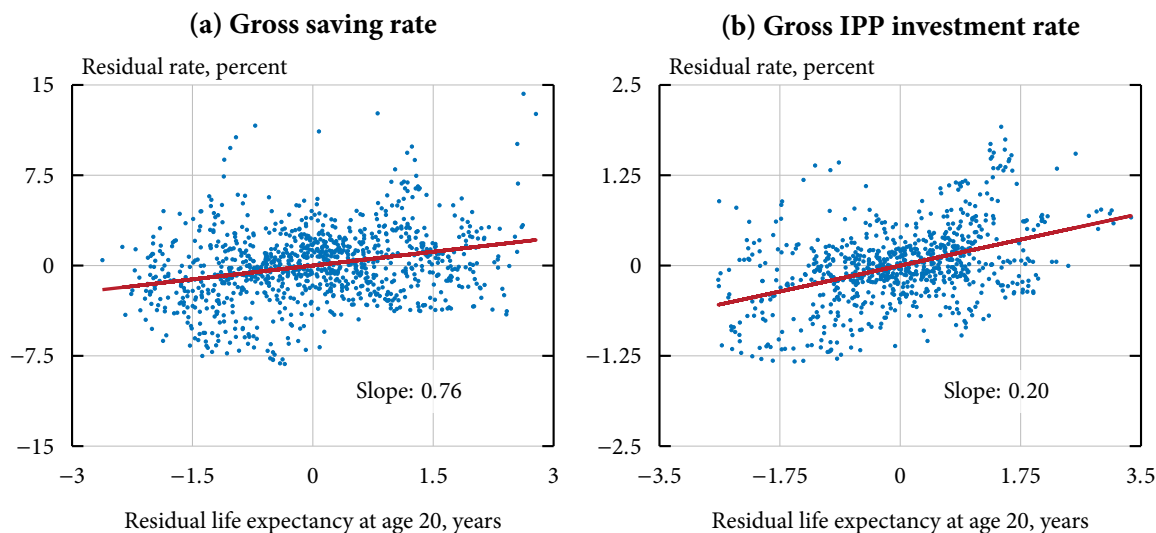 (a) Gross saving rate
Residual rate, percent
15
7.5
0
−7.5
−15
Slope: 0.76
−3 −1.5 0 1.5 3
Residual life expectancy at age 20, years
(b) Gross IPP investment rate
Residual rate, percent
2.5
1.25
0
−1.25
−2.5
Slope: 0.20
−3.5 −1.75 0 1.75 3.5
Residual life expectancy at age 20, years